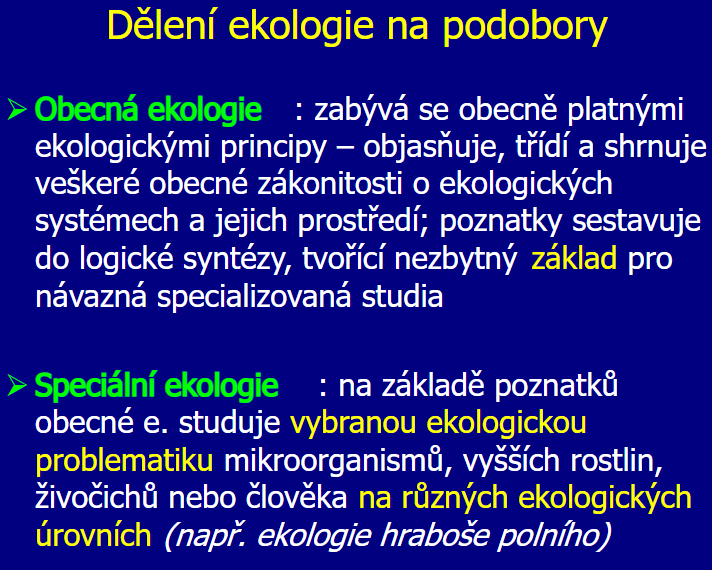 Dělení ekologie na podobory
➢ Obecná ekologie : zabývá se obecně platnými
ekologickými principy – objasňuje, třídí a shrnuje
veškeré obecné zákonitosti o ekologických
systémech a jejich prostředí; poznatky sestavuje
do logické syntézy, tvořící nezbytný základ pro
návazná specializovaná studia
➢ Speciální ekologie : na základě poznatků
obecné e. studuje vybranou ekologickou
problematiku mikroorganismů, vyšších rostlin,
živočichů nebo člověka na různých ekologických
úrovních (např. ekologie hraboše polního)